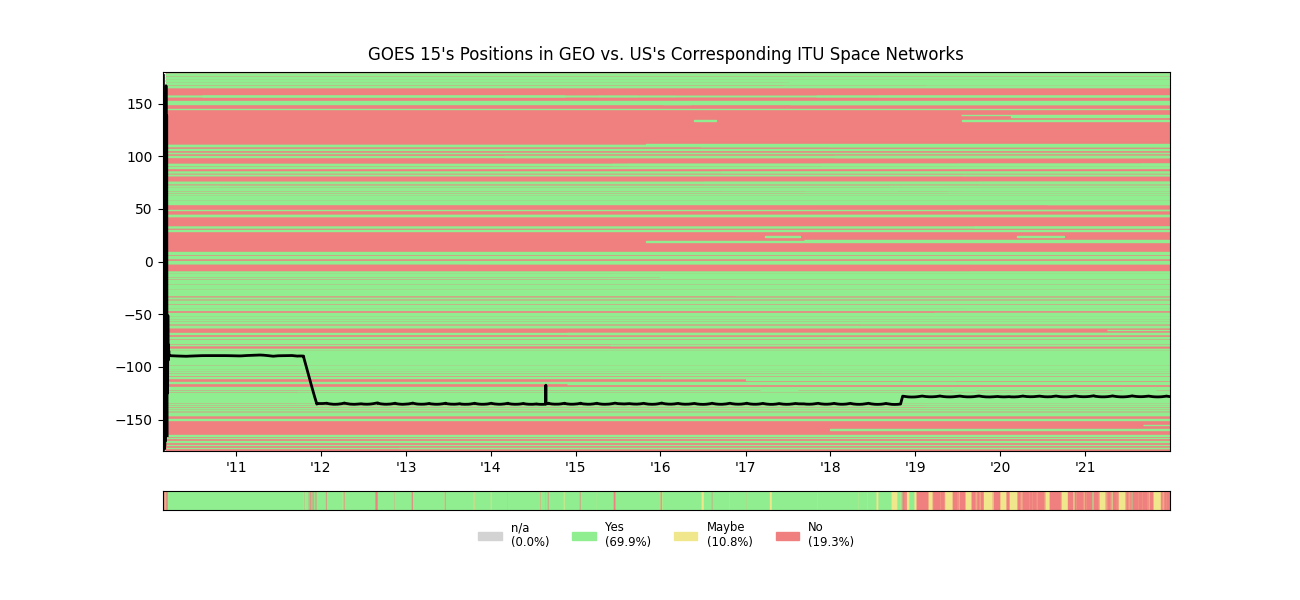 GOES 15's Positions in GEO vs. US's Corresponding ITU Space Networks
150
100
50
0
−50
−100
−150
'11 '12 '13 '14 '15 '16 '17 '18 '19 '20 '21
n/a Yes Maybe No
(0.0%) (69.9%) (10.8%) (19.3%)